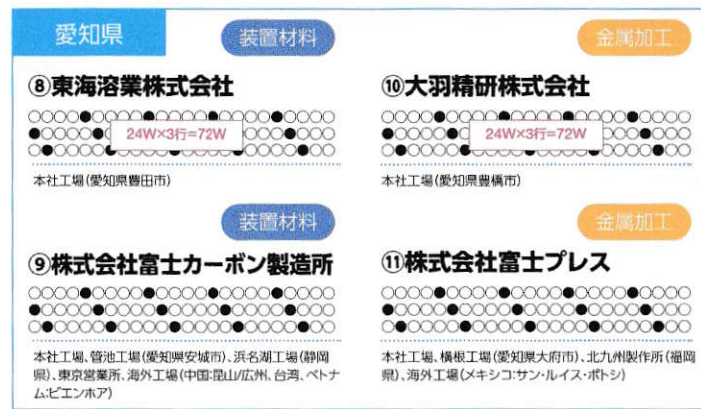 愛知県
装置材料
⑧東海溶業株式会社
○○○○●○○○○●○○○○●○○○○●○○○○
●○○○○●○○○○●○○○○●○○○○●○○○
○●○○○○●○○○○●○○○○●○○○○●○○
24W×3行=72W
本社工場(愛知県豊田市)
装置材料
⑨株式会社富士カーボン製造所
○○○○●○○○○●○○○○●○○○○●○○○○
●○○○○●○○○○●○○○○●○○○○●○○○
○●○○○○●○○○○●○○○○●○○○○●○○
本社工場、管池工場(愛知県安城市)、浜名湖工場(静岡
県)、東京営業所、海外工場(中国:昆山/広州、台湾、ベトナ
ム:ビエンホア)
金属加工
⑩大羽精研株式会社
○○○○●○○○○●○○○○●○○○○●○○○○
●○○○○●○○○○●○○○○●○○○○●○○○
○●○○○○●○○○○●○○○○●○○○○●○○
24W×3行=72W
本社工場(愛知県豊橋市)
金属加工
⑪株式会社富士プレス
○○○○●○○○○●○○○○●○○○○●○○○○
●○○○○●○○○○●○○○○●○○○○●○○○
○●○○○○●○○○○●○○○○●○○○○●○○
本社工場、横根工場(愛知県大府市)、北九州製作所(福岡
県)、海外工場(メキシコ:サン・ルイス・ポトシ)